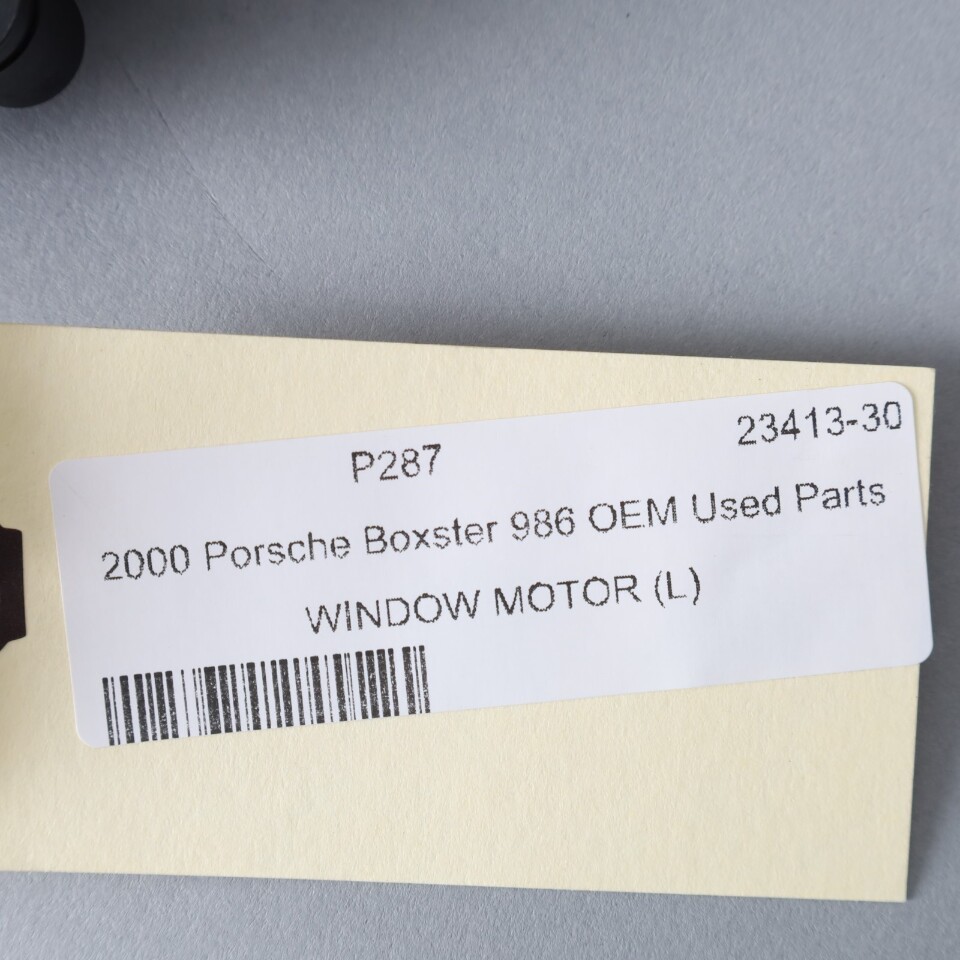 P287
23413-30
2000 Porsche Boxster 986 OEM Used Parts
WINDOW MOTOR (L)